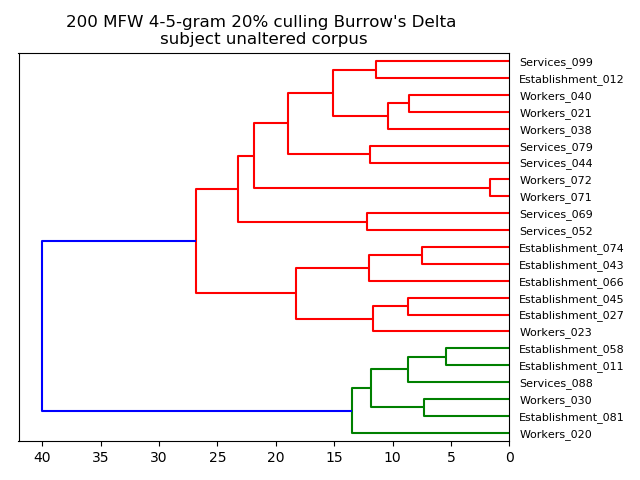 200 MFW 4-5-gram 20% culling Burrow's Delta
subject unaltered corpus
Services_099
Establishment_012
Workers_040
Workers_021
Workers_038
Services_079
Services_044
Workers_072
Workers_071
Services_069
Services_052
Establishment_074
Establishment_043
Establishment_066
Establishment_045
Establishment_027
Workers_023
Establishment_058
Establishment_011
Services_088
Workers_030
Establishment_081
Workers_020
40 35 30 25 20 15 10 5 0